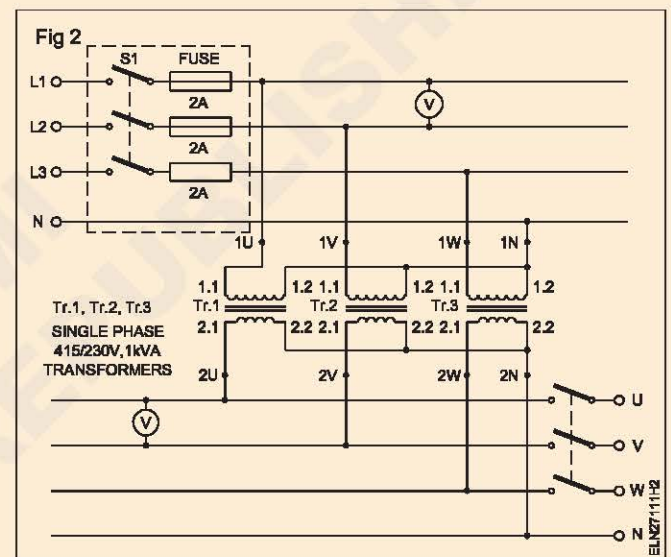 Fig 2
S1 FUSE
L1
2A
V
L2
2A
L3
2A
N
1U 1V 1W 1N
1.1 1.2 1.1 1.2 1.1 1.2
Tr.1, Tr.2, Tr.3 Tr.1 Tr.2 Tr.3
SINGLE PHASE 2.1 2.2 2.1 2.2 2.1 2.2
415/230V, 1kVA
TRANSFORMERS
2U 2V 2W 2N
U
V
V
W
N
ELN27111H2